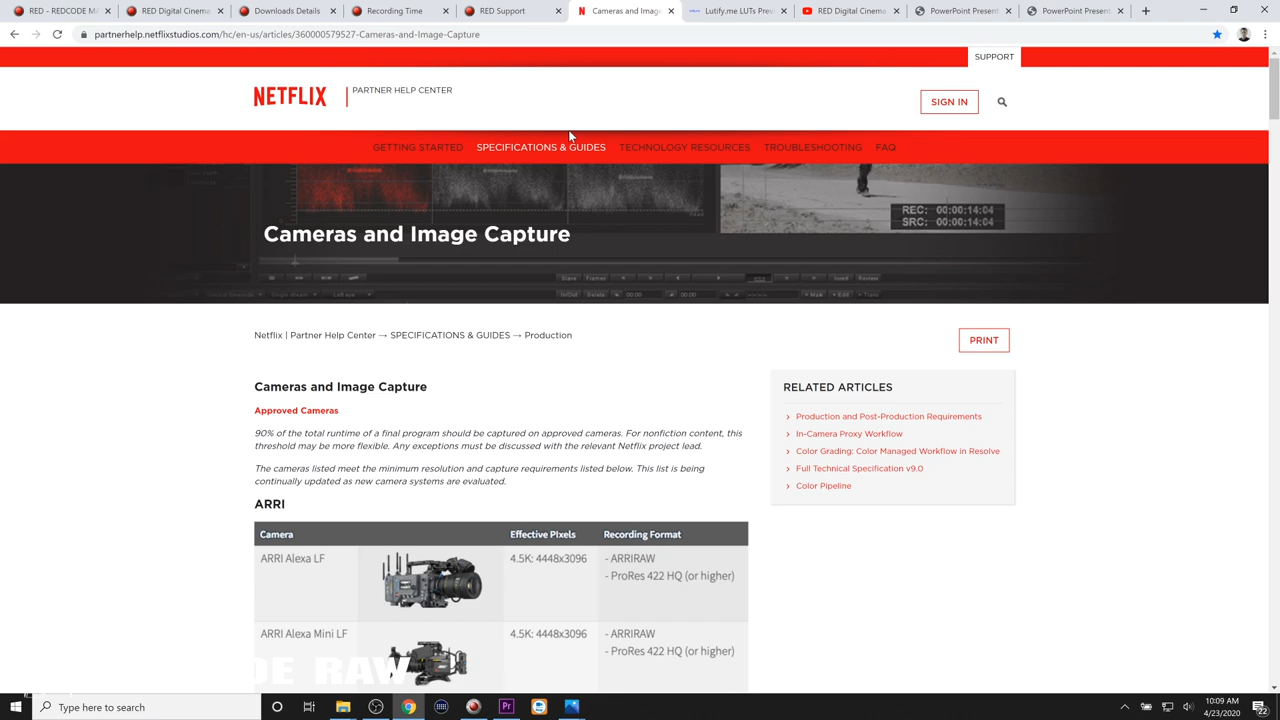 RED - REDCODE MA
RED Digital Cinema
Downloads Details
Recording Time
RED Support
Cameras and Imag
Lutify.me LUTs Prev
RED Digital Cinem
PowerPoint Present
PowerPoint Present
partnerhelp.netflixstudios.com/hc/en-us/articles/360000579527-Cameras-and-Image-Capture
SUPPORT
NETFLIX
PARTNER HELP CENTER
SIGN IN
GETTING STARTED SPECIFICATIONS & GUIDES TECHNOLOGY RESOURCES TROUBLESHOOTING FAQ
REC: 00:00:14:04
SRC: 00:00:14:04
Cameras and Image Capture
Netflix | Partner Help Center → SPECIFICATIONS & GUIDES → Production
PRINT
Cameras and Image Capture
Approved Cameras
90% of the total runtime of a final program should be captured on approved cameras. For nonfiction content, this
threshold may be more flexible. Any exceptions must be discussed with the relevant Netflix project lead.
The cameras listed meet the minimum resolution and capture requirements listed below. This list is being
continually updated as new camera systems are evaluated.
RELATED ARTICLES
Production and Post-Production Requirements
In-Camera Proxy Workflow
Color Grading: Color Managed Workflow in Resolve
Full Technical Specification v9.0
Color Pipeline
ARRI
Camera Effective Pixels Recording Format
ARRI Alexa LF 4.5K: 4448x3096 - ARRIRAW
- ProRes 422 HQ (or higher)
ARRI Alexa Mini LF 4.5K: 4448x3096 - ARRIRAW
- ProRes 422 HQ (or higher)
DE RAW
Type here to search
10:09 AM
4/23/2020
22